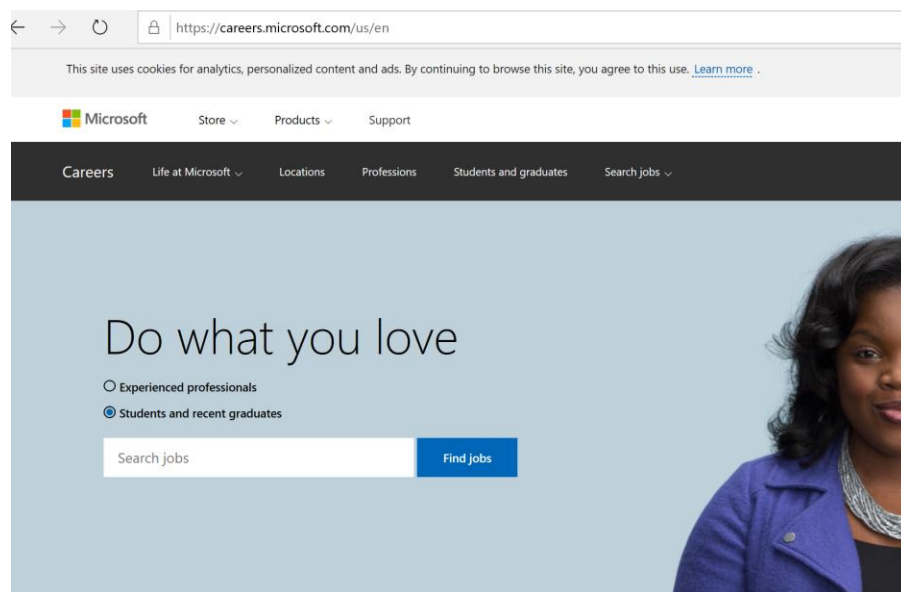 https://careers.microsoft.com/us/en
This site uses cookies for analytics, personalized content and ads. By continuing to browse this site, you agree to this use. Learn more .
Microsoft Store Products Support
Careers Life at Microsoft Locations Professions Students and graduates Search jobs
Do what you love
Experienced professionals
Students and recent graduates
Search jobs Find jobs